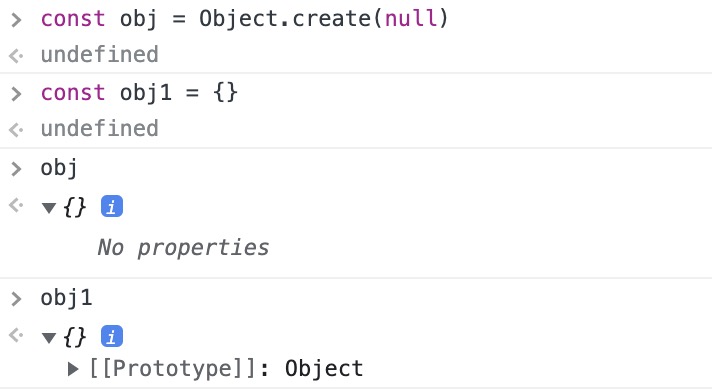 > const obj = Object.create(null)
undefined
> const obj1 = {}
undefined
> obj
▼{} i
No properties
> obj1
▼{} i
▶[[Prototype]]: Object